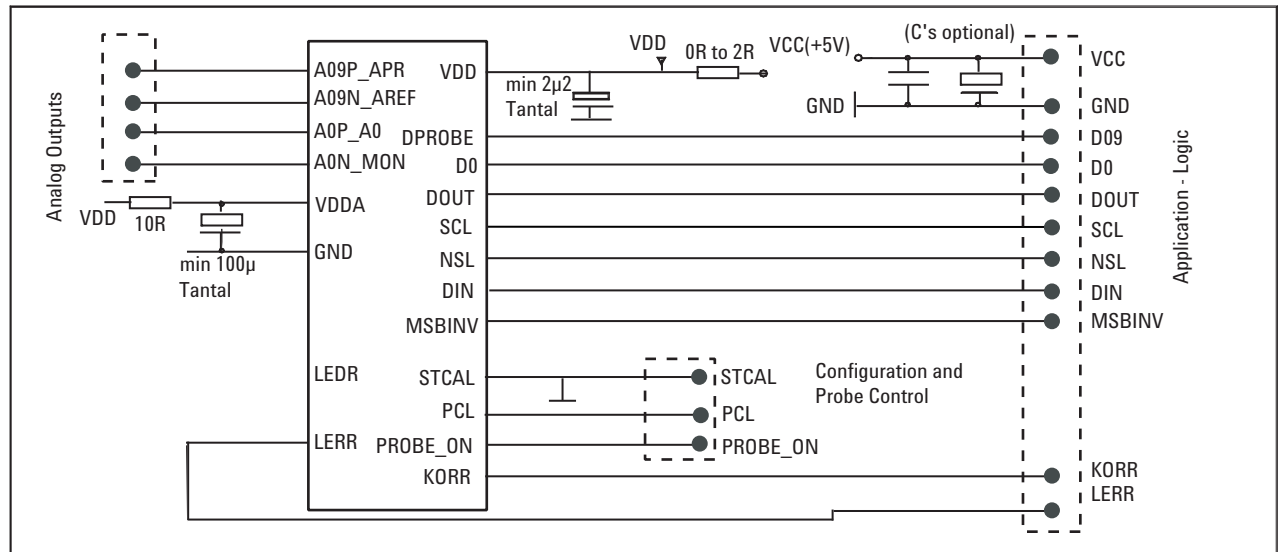 Analog Outputs
A09P_APR
A09N_AREF
A0P_A0
A0N_MON
VDDA
GND
VDD
10R
min 100µ
Tantal
LEDR
LERR
VDD
DPROBE
D0
DOUT
SCL
NSL
DIN
MSBINV
STCAL
PCL
PROBE_ON
KORR
min 2µ2
Tantal
VDD
0R to 2R
VCC(+5V)
(C's optional)
GND
STCAL
PCL
PROBE_ON
Configuration and
Probe Control
VCC
GND
D09
D0
DOUT
SCL
NSL
DIN
MSBINV
KORR
LERR
Application - Logic